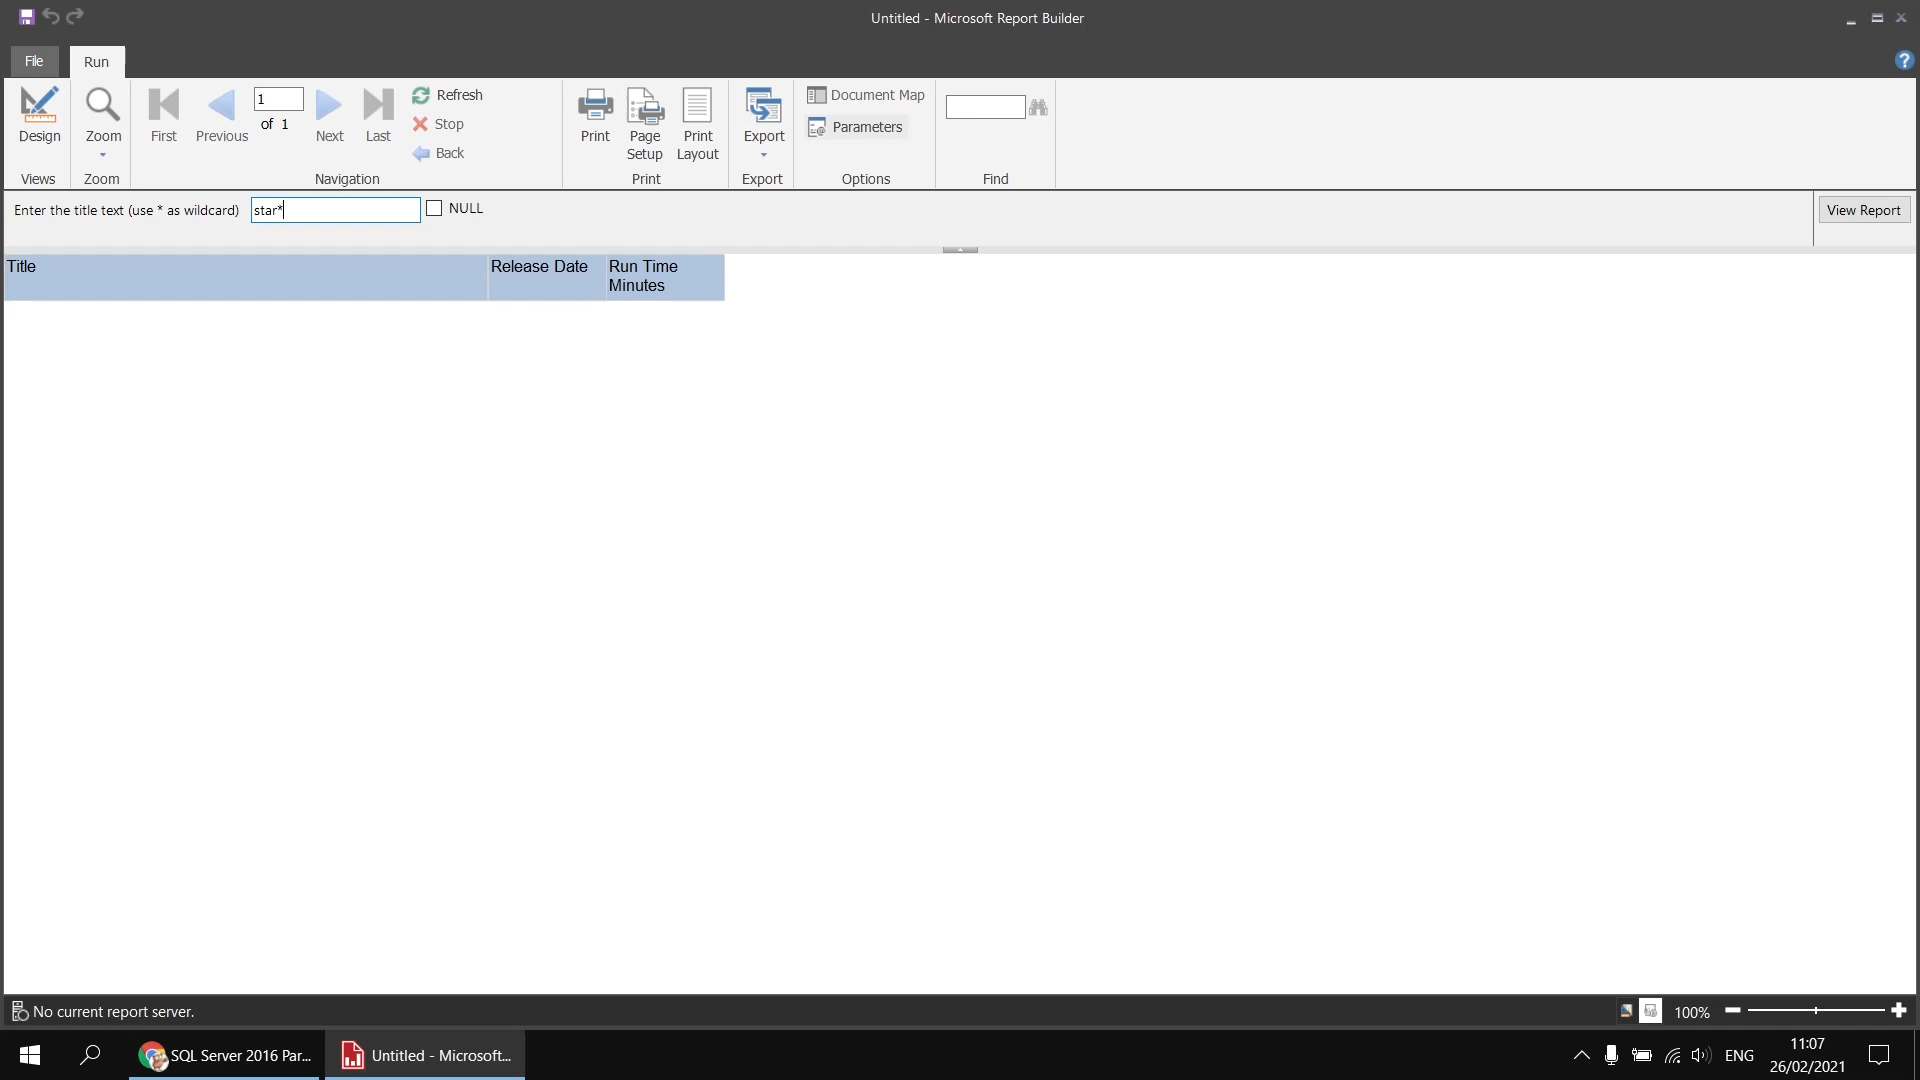 Untitled - Microsoft Report Builder
File
Run
Design
Zoom
First
Previous
1
of 1
Next
Last
Refresh
Stop
Back
Print
Page
Setup
Print
Layout
Export
Document Map
Parameters
Views
Zoom
Navigation
Print
Export
Options
Find
Enter the title text (use * as wildcard)
star*
NULL
View Report
Title
Release Date
Run Time
Minutes
No current report server.
100%
SQL Server 2016 Par...
Untitled - Microsoft...
ENG
11:07
26/02/2021